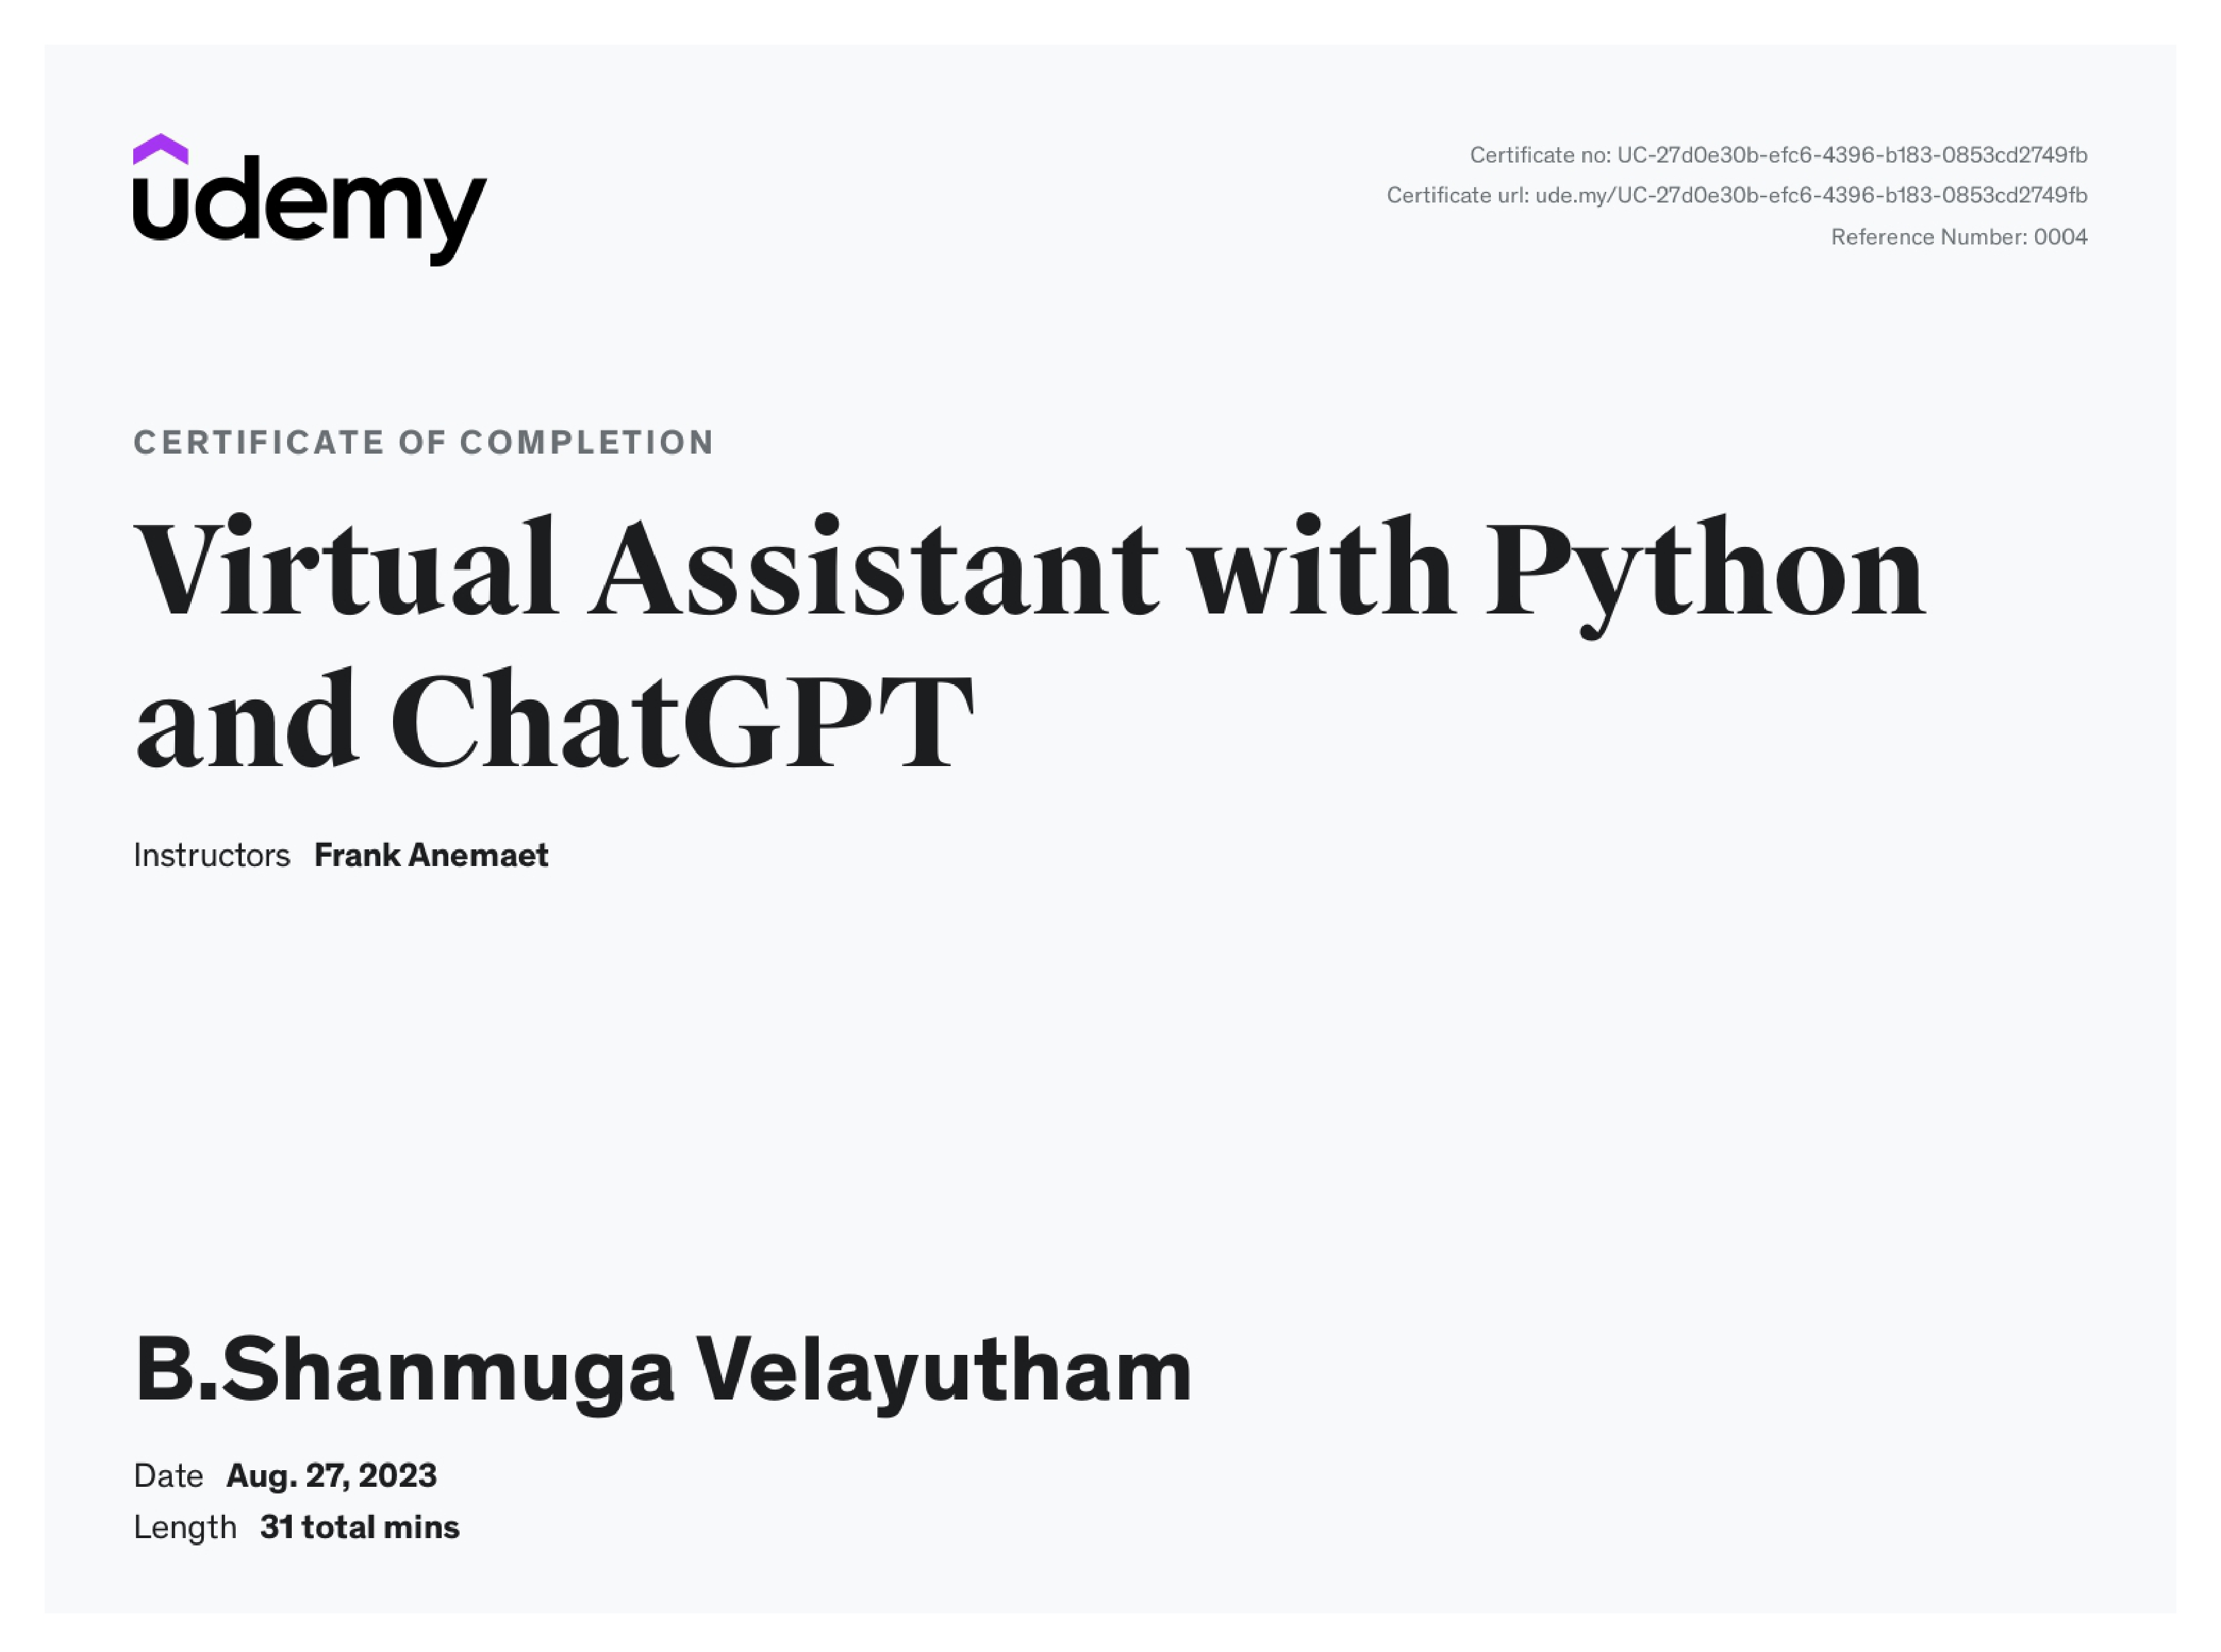 udemy
Certificate no: UC-27d0e30b-efc6-4396-b183-0853cd2749fb
Certificate url: ude.my/UC-27d0e30b-efc6-4396-b183-0853cd2749fb
Reference Number: 0004
CERTIFICATE OF COMPLETION
Virtual Assistant with Python
and ChatGPT
Instructors Frank Anemaet
B.Shanmuga Velayutham
Date Aug. 27, 2023
Length 31 total mins